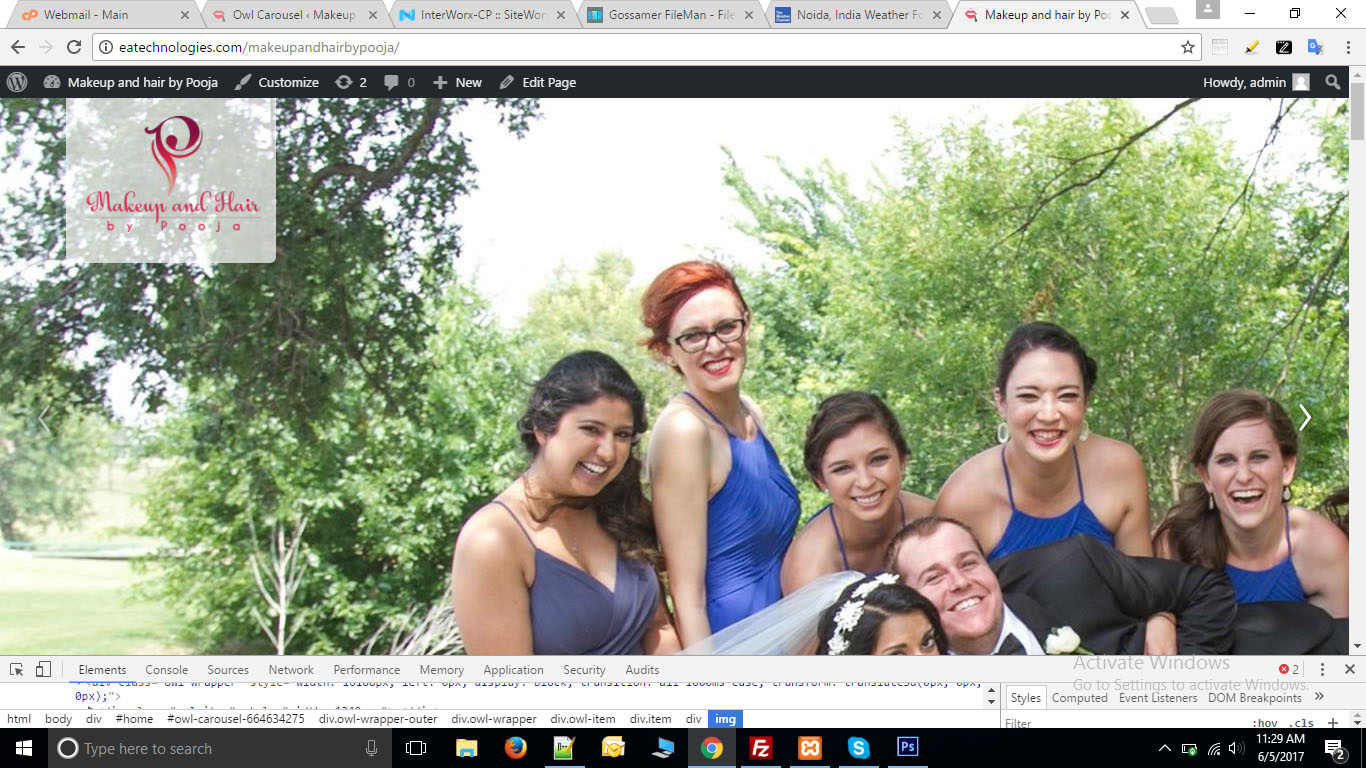 Webmail - Main
Owl Carousel ‹ Makeup
InterWorx-CP :: SiteWor
Gossamer FileMan - File
Noida, India Weather Fo
Makeup and hair by Poo
eatechnologies.com/makeupandhairbypooja/
Makeup and hair by Pooja
Customize
2
0
New
Edit Page
Howdy, admin
Makeup and Hair
by Pooja
Elements
Console
Sources
Network
Performance
Memory
Application
Security
Audits
2
Activate Windows
Go to Settings to activate Windows.
0px);">
Styles
Computed
Event Listeners
DOM Breakpoints
html
body
div
#home
#owl-carousel-664634275
div.owl-wrapper-outer
div.owl-wrapper
div.owl-item
div.item
div
img
Filter
:hov
.cls
Type here to search
11:29 AM
6/5/2017
2